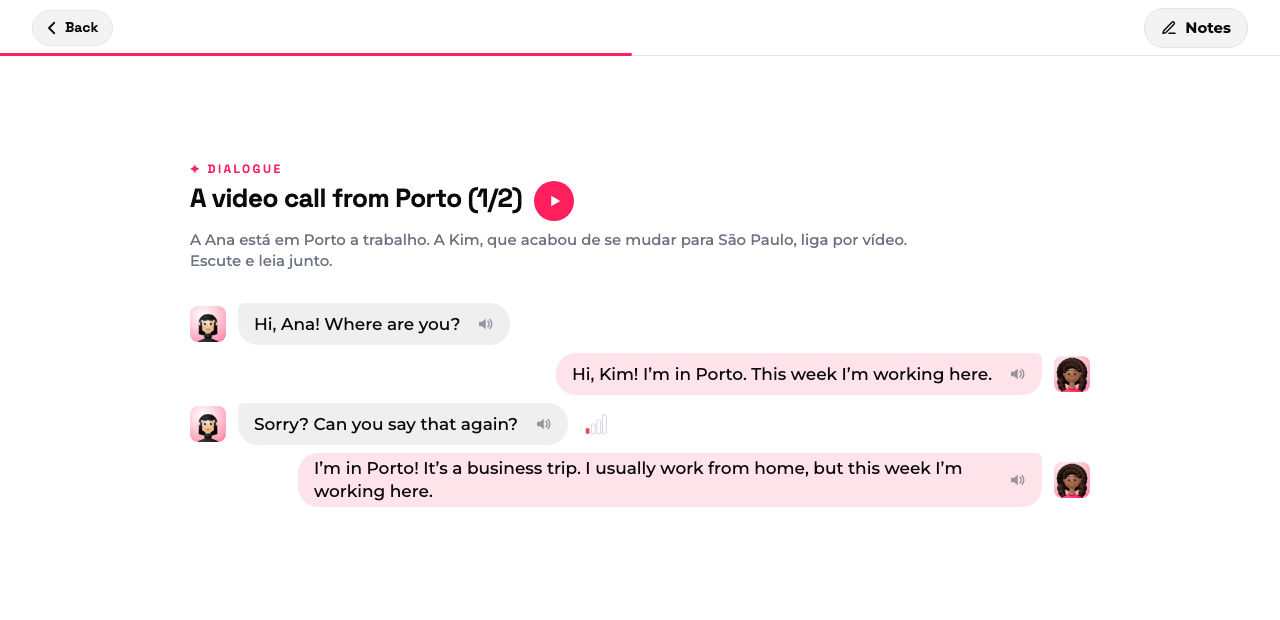 Back
Notes
DIALOGUE
A video call from Porto (1/2)
A Ana está em Porto a trabalho. A Kim, que acabou de se mudar para São Paulo, liga por vídeo.
Escute e leia junto.
Hi, Ana! Where are you?
Hi, Kim! I’m in Porto. This week I’m working here.
Sorry? Can you say that again?
I’m in Porto! It’s a business trip. I usually work from home, but this week I’m
working here.